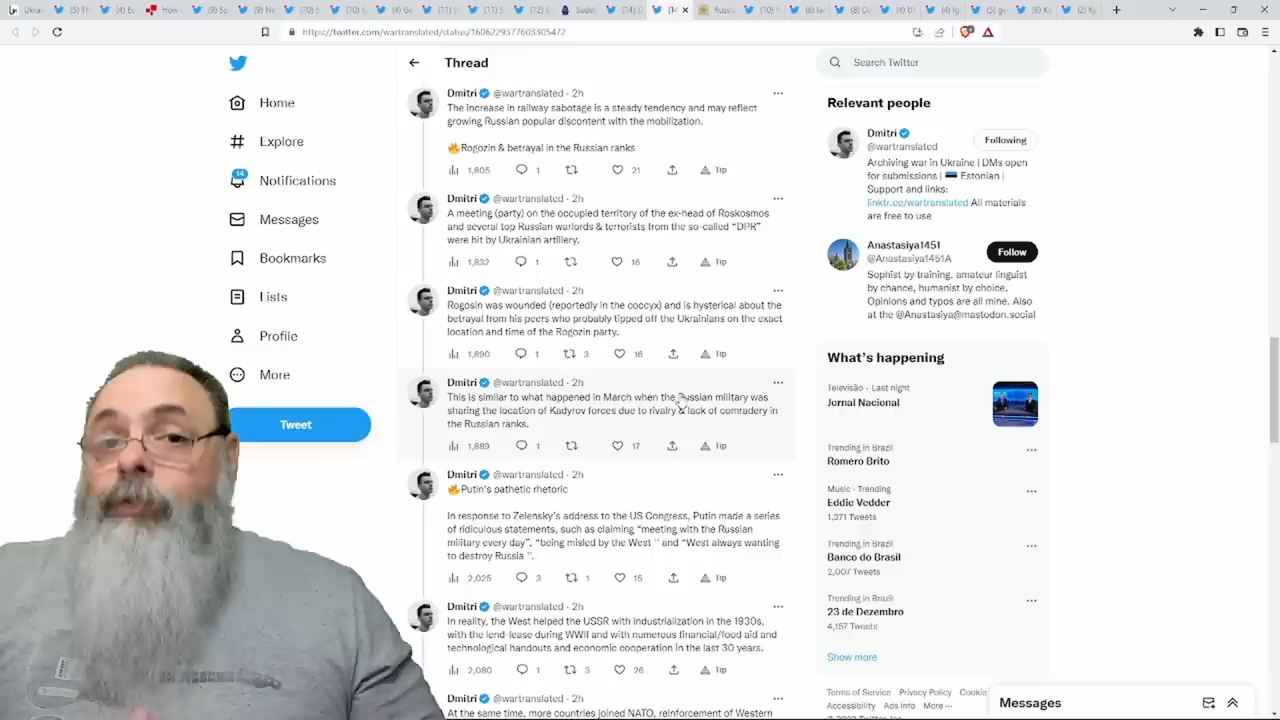 https://twitter.com/wartranslated/status/1606229377603305472
Thread
Home
Explore
14
Notifications
Messages
Bookmarks
Lists
Profile
More
Tweet
Dmitri @wartranslated · 2h
The increase in railway sabotage is a steady tendency and may reflect
growing Russian popular discontent with the mobilization.
🔥Rogozin & betrayal in the Russian ranks
1,805 1 21 Tip
Dmitri @wartranslated · 2h
A meeting (party) on the occupied territory of the ex-head of Roskosmos
and several top Russian warlords & terrorists from the so-called “DPR”
were hit by Ukrainian artillery.
1,832 1 16 Tip
Dmitri @wartranslated · 2h
Rogosin was wounded (reportedly in the coccyx) and is hysterical about the
betrayal from his peers who probably tipped off the Ukrainians on the exact
location and time of the Rogozin party.
1,890 1 3 16 Tip
Dmitri @wartranslated · 2h
This is similar to what happened in March when the Russian military was
sharing the location of Kadyrov forces due to rivalry lack of comradery in
the Russian ranks.
1,889 1 17 Tip
Dmitri @wartranslated · 2h
🔥Putin's pathetic rhetoric
In response to Zelensky's address to the US Congress, Putin made a series
of ridiculous statements, such as claiming “meeting with the Russian
military every day”, “being misled by the West ” and “West always wanting
to destroy Russia ”.
2,025 3 1 15 Tip
Dmitri @wartranslated · 2h
In reality, the West helped the USSR with industrialization in the 1930s,
with the lend-lease during WWII and with numerous financial/food aid and
technological handouts and economic cooperation in the last 30 years.
2,080 1 3 26 Tip
Dmitri @wartranslated · 2h
At the same time, more countries joined NATO, reinforcement of Western
Search Twitter
Relevant people
Dmitri
@wartranslated
Following
Archiving war in Ukraine | DMs open
for submissions | 🇪🇪 Estonian |
Support and links:
linktr.ee/wartranslated All materials
are free to use
Anastasiya1451
@Anastasiya1451A
Follow
Sophist by training, amateur linguist
by chance, humanist by choice.
Opinions and typos are all mine. Also
at the @Anastasiya@mastodon.social
What's happening
Televisão · Last night
Jornal Nacional
Trending in Brazil
Romero Brito
Music · Trending
Eddie Vedder
1,371 Tweets
Trending in Brazil
Banco do Brasil
2,007 Tweets
Trending in Brazil
23 de Dezembro
4,157 Tweets
Show more
Terms of Service Privacy Policy Cookie
Accessibility Ads info More ···
Messages